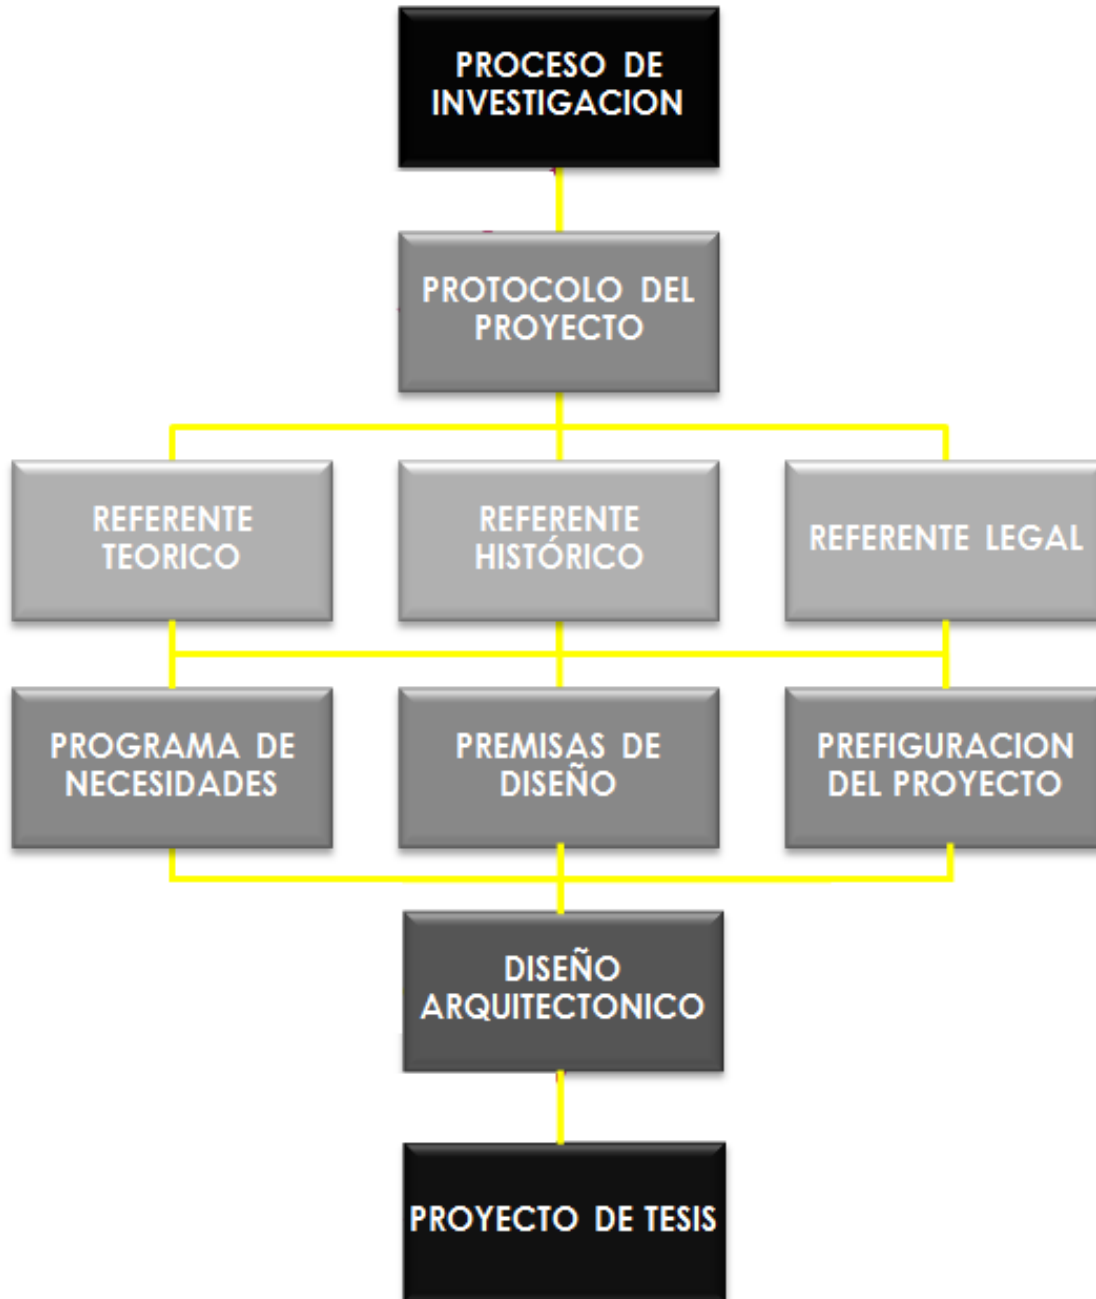 PROCESO DE
INVESTIGACION
PROTOCOLO DEL
PROYECTO
REFERENTE
TEORICO
REFERENTE
HISTÓRICO
REFERENTE LEGAL
PROGRAMA DE
NECESIDADES
PREMISAS DE
DISEÑO
PREFIGURACION
DEL PROYECTO
DISEÑO
ARQUITECTONICO
PROYECTO DE TESIS